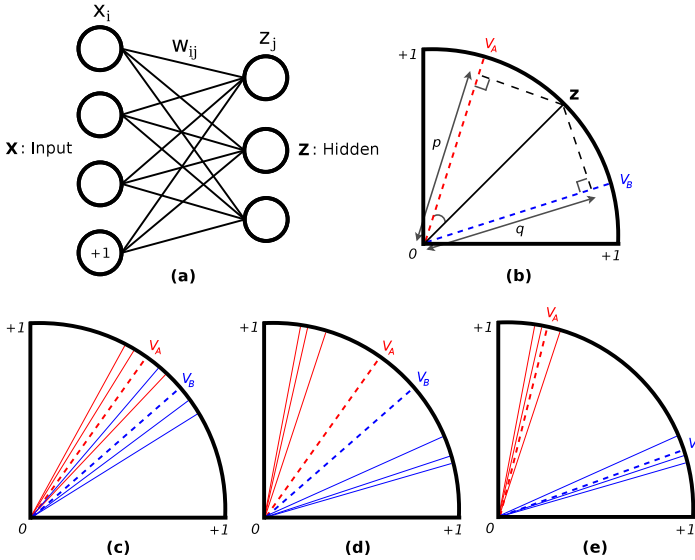 X_i
W_ij
Z_j
X : Input
Z : Hidden
+1
(a)
+1
V_A
z
p
V_B
q
0
+1
(b)
+1
V_A
V_B
0
+1
(c)
+1
V_A
V_B
0
+1
(d)
+1
V_A
V
0
+1
(e)